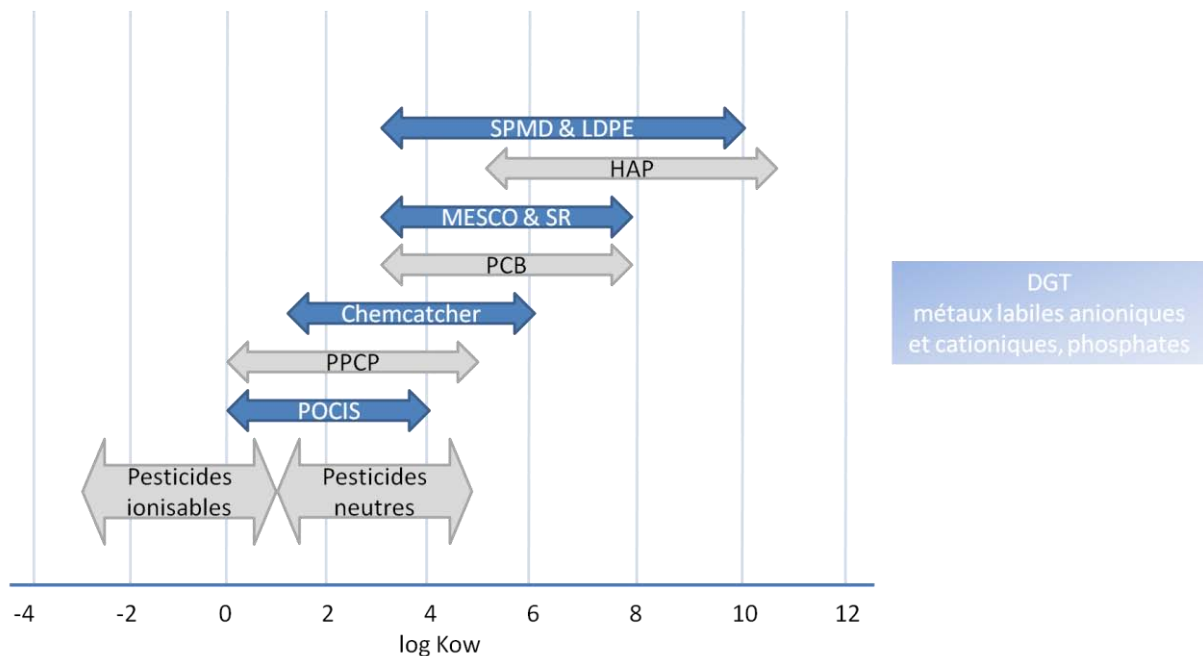 SPMD & LDPE
HAP
MESCO & SR
PCB
Chemcatcher
PPCP
POCIS
Pesticides
ionisables
Pesticides
neutres
DGT
métaux labiles anioniques
et cationiques, phosphates
-4 -2 0 2 4 6 8 10 12
log Kow